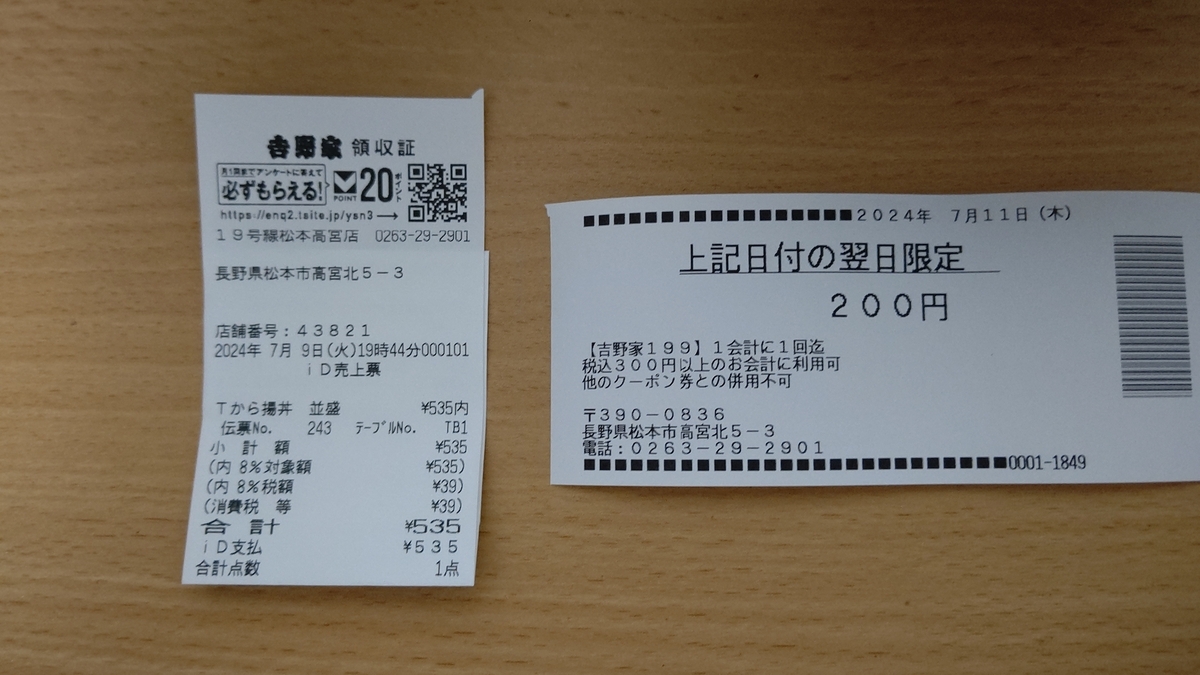 吉野家 領収証
月1回までアンケートに答えて
必ずもらえる! V POINT 20 ポイント
https://enq2.tsite.jp/ysn3→
19号線松本高宮店 0263-29-2901
長野県松本市高宮北5-3
店舗番号:43821
2024年 7月 9日(火)19時44分000101
iD売上票
Tから揚丼 並盛 ¥535内
伝票No. 243 テーブルNo. TB1
小 計 額 ¥535
(内 8%対象額 ¥535)
(内 8%税額 ¥39)
(消費税 等 ¥39)
合 計 ¥535
iD支払 ¥535
合計点数 1点
■■■■■■■■■■■■■■■■■■■■2024年 7月11日(木)
上記日付の翌日限定
200円
【吉野家199】1会計に1回迄
税込300円以上のお会計に利用可
他のクーポン券との併用不可
〒390-0836
長野県松本市高宮北5-3
電話:0263-29-2901
■■■■■■■■■■■■■■■■■■■■■■■■■■■■■■■■0001-1849